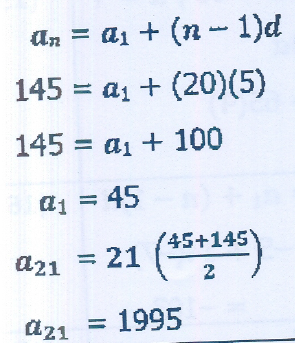 aₙ = a₁ + (n − 1)d
145 = a₁ + (20)(5)
145 = a₁ + 100
a₁ = 45
a₂₁ = 21 ((45+145)/2)
a₂₁ = 1995